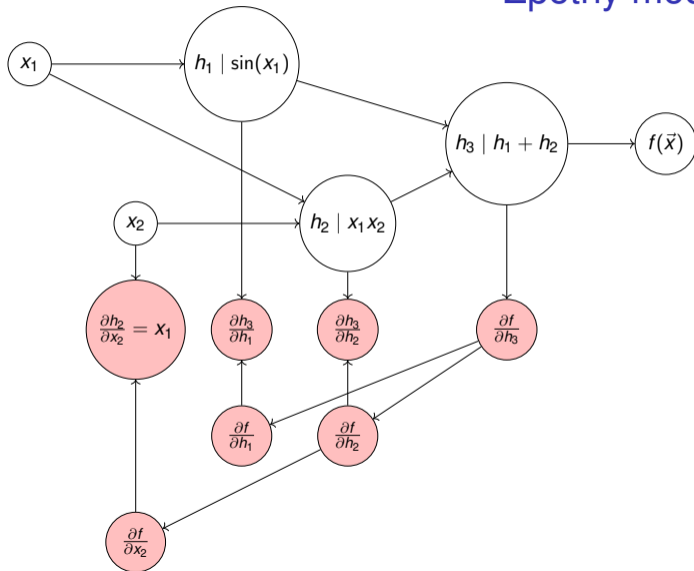 x₁
h₁ | sin(x₁)
h₃ | h₁ + h₂
f(x⃗)
x₂
h₂ | x₁x₂
∂h₂/∂x₂ = x₁
∂h₃/∂h₁
∂h₃/∂h₂
∂f/∂h₃
∂f/∂h₁
∂f/∂h₂
∂f/∂x₂